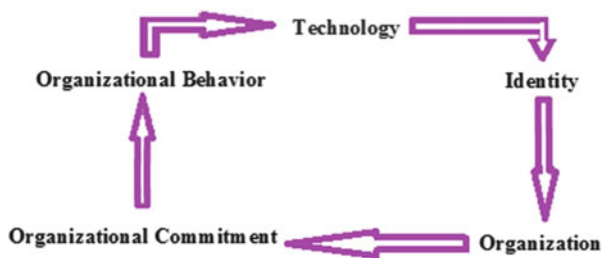 Technology
Organizational Behavior
Identity
Organizational Commitment
Organization